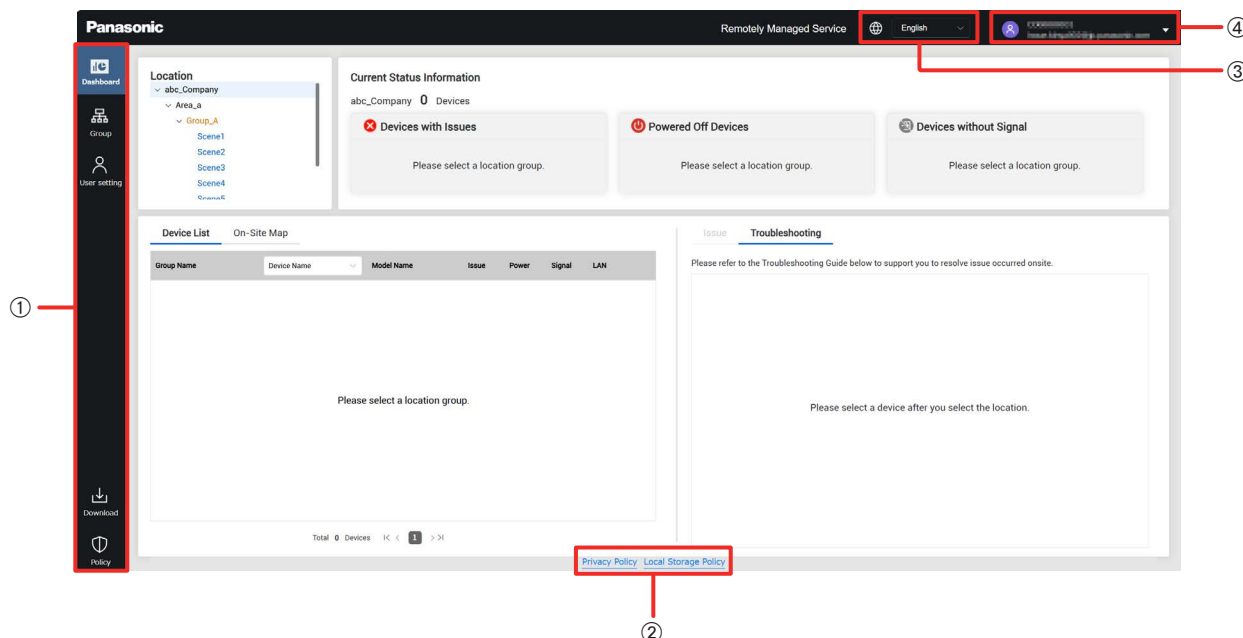 Panasonic
Remotely Managed Service
English
④
③
Dashboard
Group
User setting
Download
Policy
①
Location
abc_Company
Area_a
Group_A
Scene1
Scene2
Scene3
Scene4
Scene5
Current Status Information
abc_Company 0 Devices
Devices with Issues
Please select a location group.
Powered Off Devices
Please select a location group.
Devices without Signal
Please select a location group.
Device List On-Site Map
Group Name Device Name Model Name Issue Power Signal LAN
Please select a location group.
Total 0 Devices 1
Issue Troubleshooting
Please refer to the Troubleshooting Guide below to support you to resolve issue occurred onsite.
Please select a device after you select the location.
Privacy Policy Local Storage Policy
②